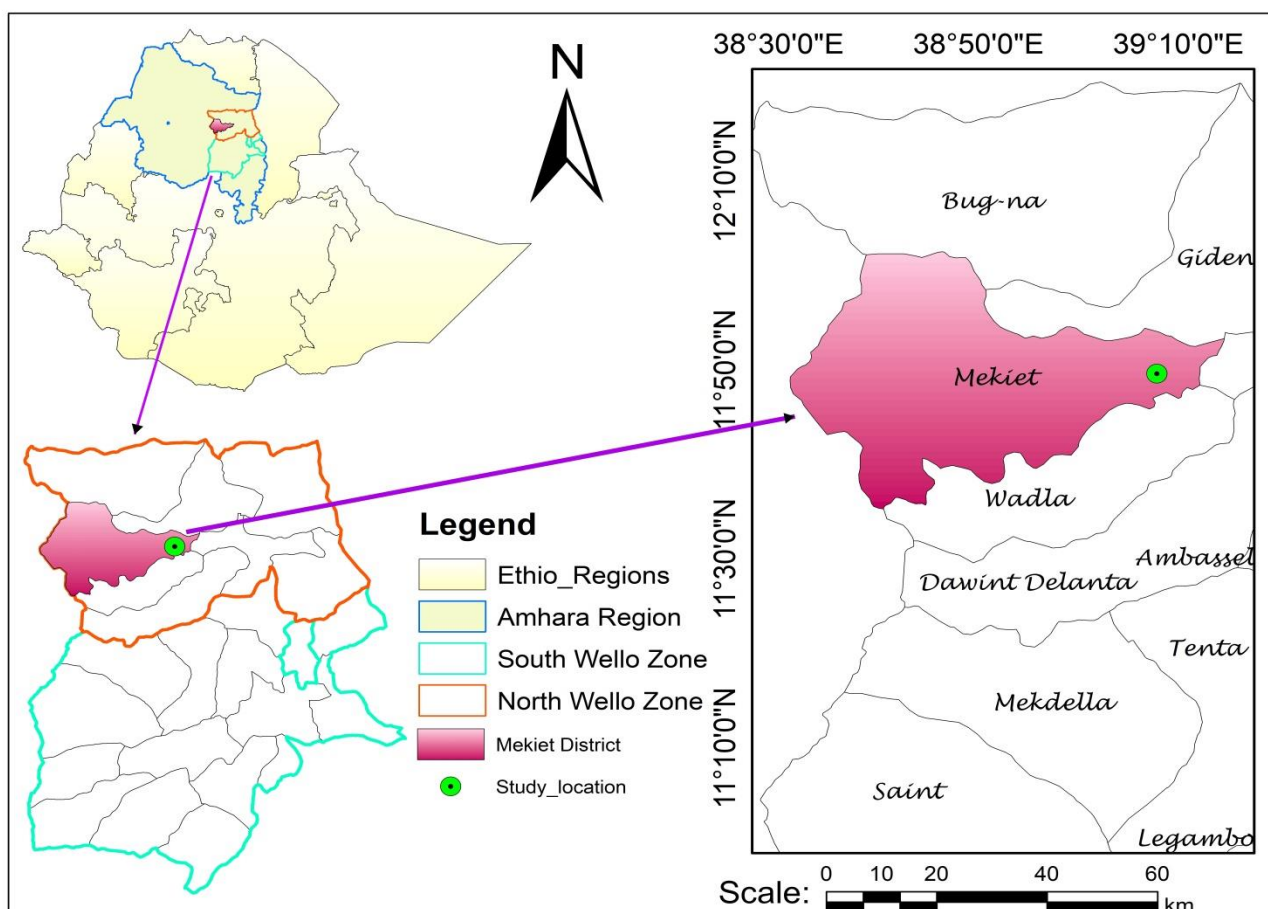 N
Legend
Ethio_Regions
Amhara Region
South Wello Zone
North Wello Zone
Mekiet District
Study_location
38°30'0"E 38°50'0"E 39°10'0"E
12°10'0"N
11°50'0"N
11°30'0"N
11°10'0"N
Bug-na
Giden
Mekiet
Wadla
Ambassel
Dawint Delanta
Tenta
Mekdella
Saint
Legambo
Scale: 0 10 20 40 60
km